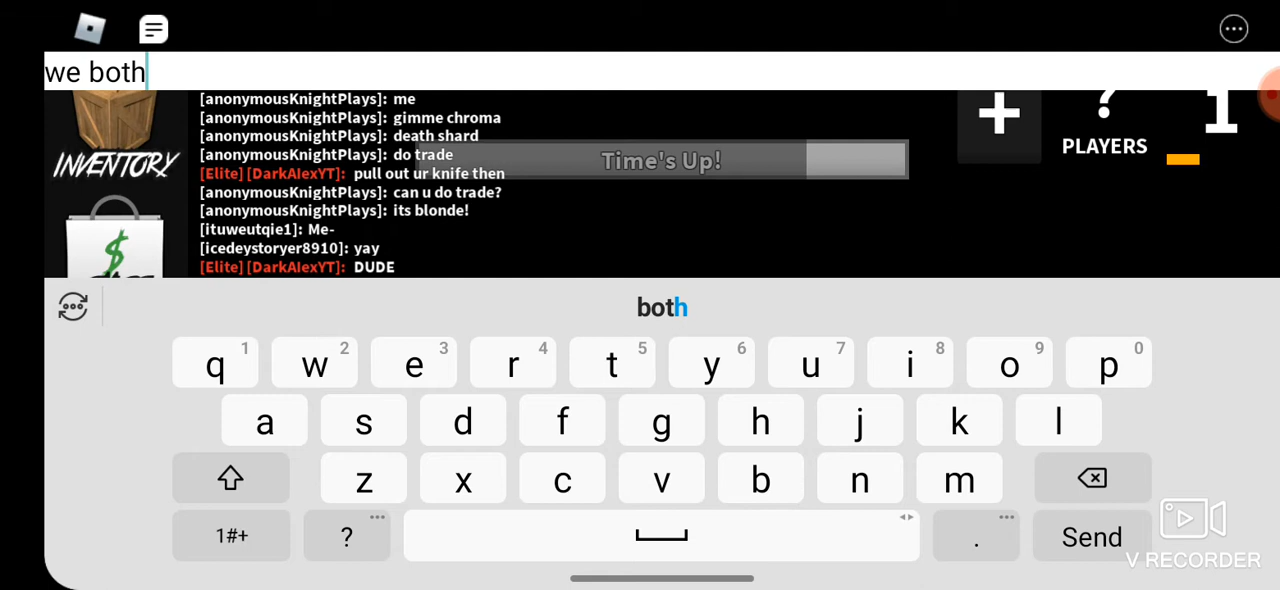 we both
[anonymousKnightPlays]: me
[anonymousKnightPlays]: gimme chroma
[anonymousKnightPlays]: death shard
[anonymousKnightPlays]: do trade
[Elite] [DarkAlexYT]: pull out ur knife then
[anonymousKnightPlays]: can u do trade?
[anonymousKnightPlays]: its blonde!
[ituweutqie1]: Me-
[icedeystoryer8910]: yay
[Elite] [DarkAlexYT]: DUDE
INVENTORY
$
Time's Up!
+
?
PLAYERS
1
both
q 1 w 2 e 3 r 4 t 5 y 6 u 7 i 8 o 9 p 0
a s d f g h j k l
z x c v b n m
1#+ ? . Send
V RECORDER